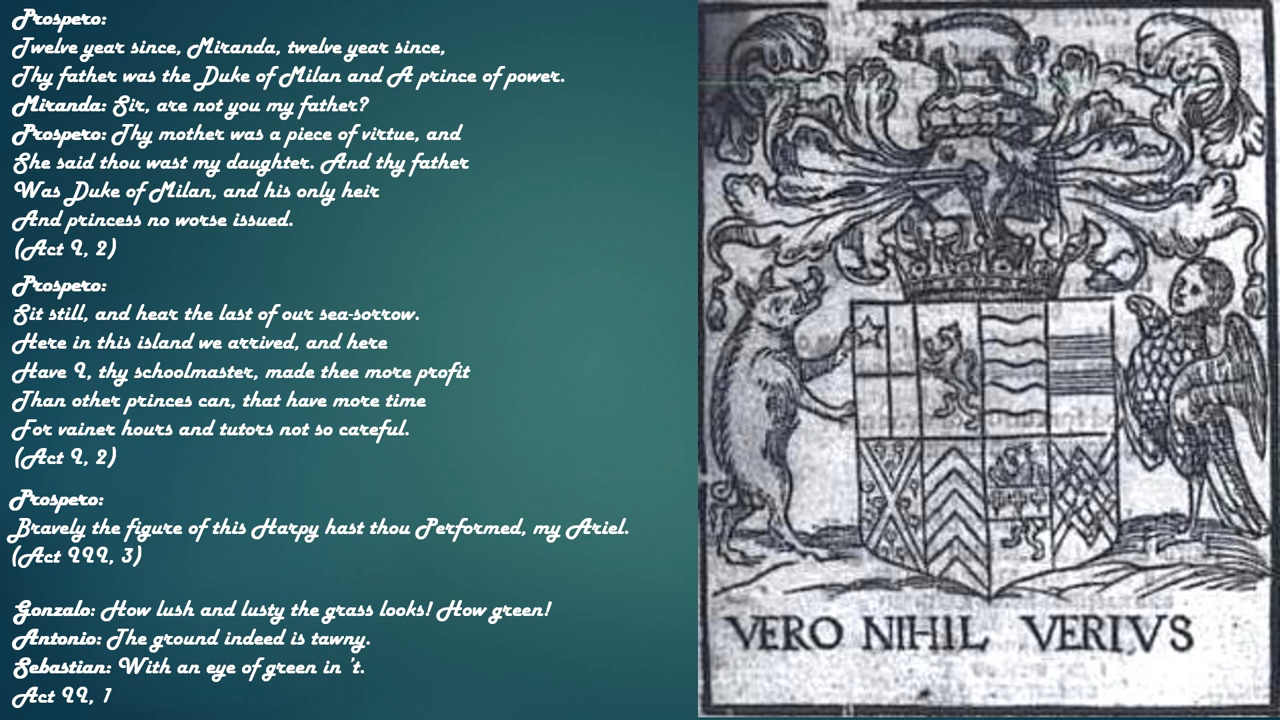 Prospero:
Twelve year since, Miranda, twelve year since,
Thy father was the Duke of Milan and A prince of power.
Miranda: Sir, are not you my father?
Prospero: Thy mother was a piece of virtue, and
She said thou wast my daughter. And thy father
Was Duke of Milan, and his only heir
And princess no worse issued.
(Act I, 2)
Prospero:
Sit still, and hear the last of our sea-sorrow.
Here in this island we arrived, and here
Have I, thy schoolmaster, made thee more profit
Than other princes can, that have more time
For vainer hours and tutors not so careful.
(Act I, 2)
Prospero:
Bravely the figure of this Harpy hast thou Performed, my Ariel.
(Act III, 3)
Gonzalo: How lush and lusty the grass looks! How green!
Antonio: The ground indeed is tawny.
Sebastian: With an eye of green in 't.
Act II, 1
VERO NIHIL VERIVS